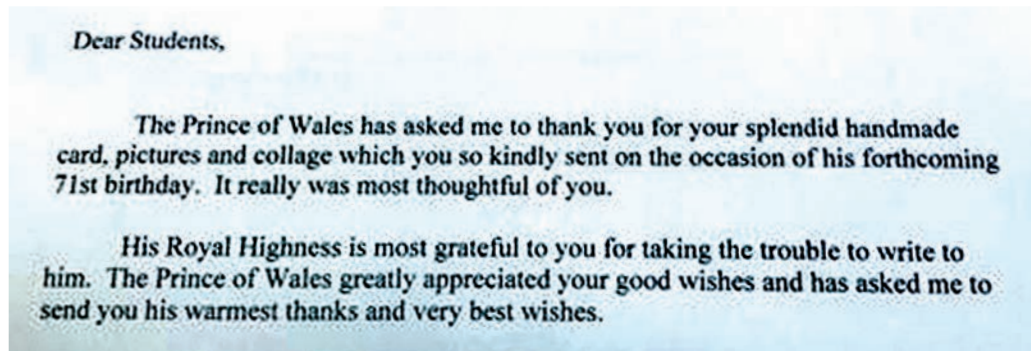 Dear Students,
The Prince of Wales has asked me to thank you for your splendid handmade
card, pictures and collage which you so kindly sent on the occasion of his forthcoming
71st birthday. It really was most thoughtful of you.
His Royal Highness is most grateful to you for taking the trouble to write to
him. The Prince of Wales greatly appreciated your good wishes and has asked me to
send you his warmest thanks and very best wishes.